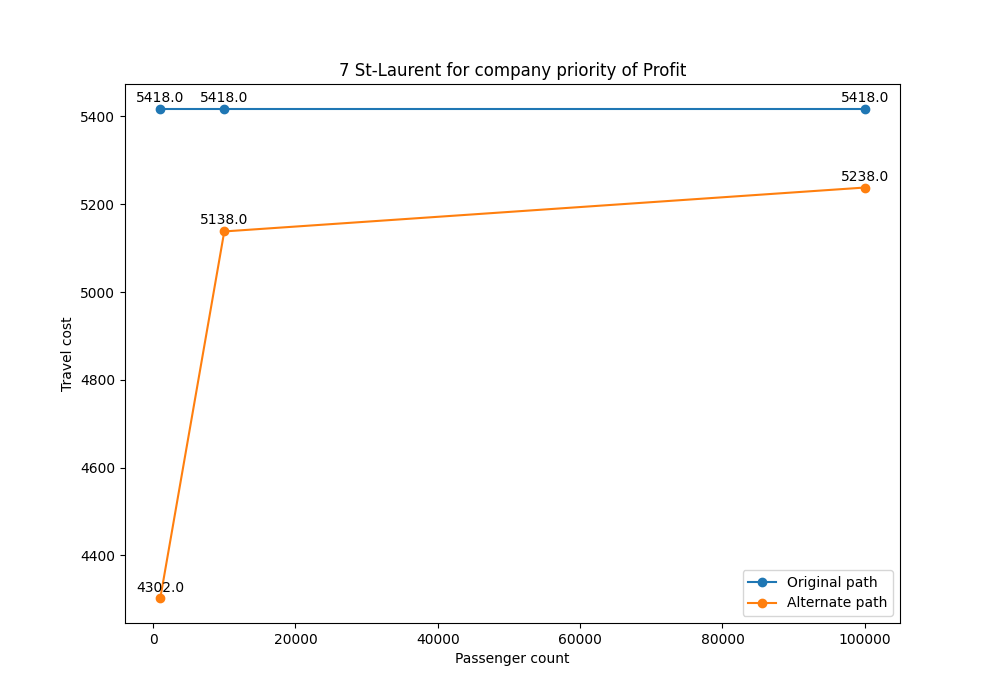 7 St-Laurent for company priority of Profit
5418.0 5418.0 5418.0
5400
5238.0
5200
5138.0
5000
Travel cost
4800
4600
4400
4302.0
Original path
Alternate path
0 20000 40000 60000 80000 100000
Passenger count